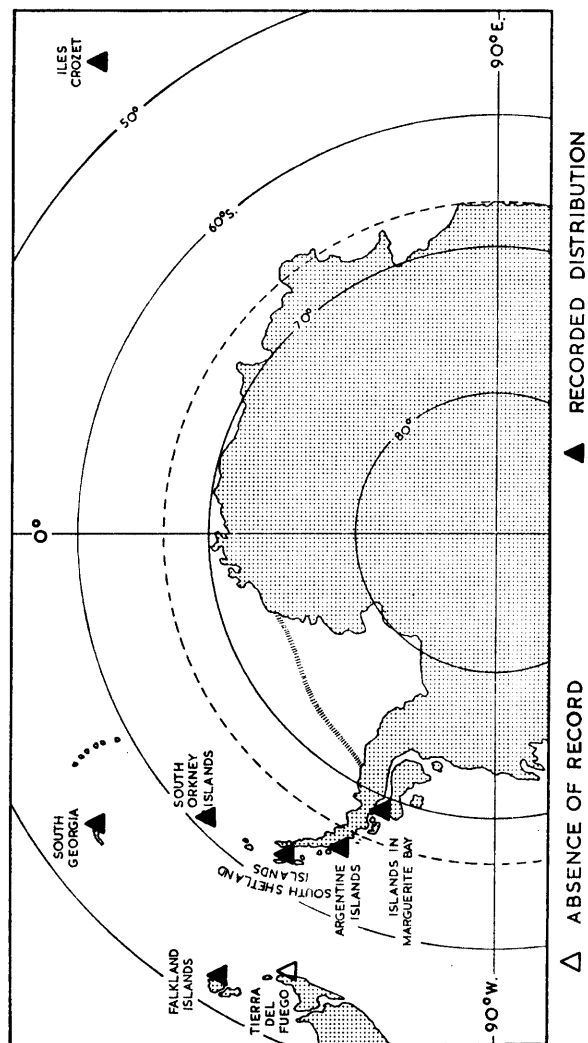 ILES
CROZET
90°E.
50°
60°S.
70°
80°
0°
SOUTH
GEORGIA
SOUTH
ORKNEY
ISLANDS
SOUTH SHETLAND
ISLANDS
ARGENTINE
ISLANDS
ISLANDS IN
MARGUERITE BAY
FALKLAND
ISLANDS
TIERRA
DEL
FUEGO
90°W.
ABSENCE OF RECORD
RECORDED DISTRIBUTION